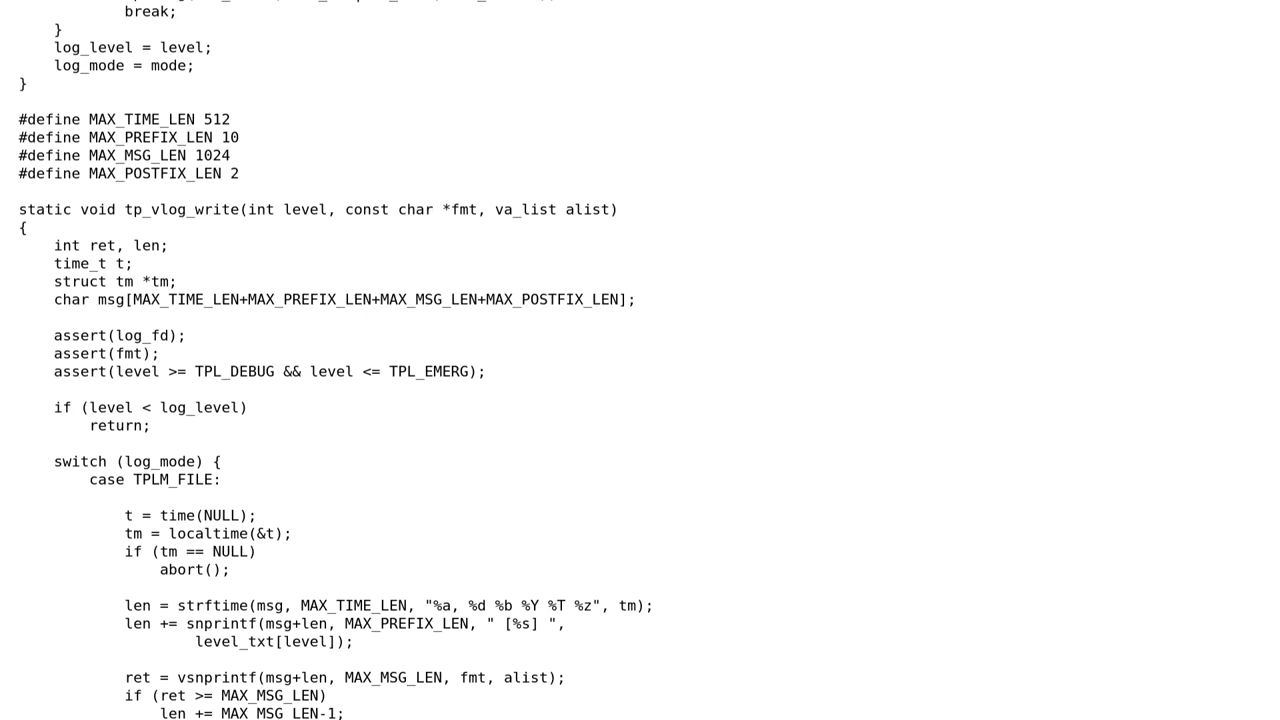 break;
    }
    log_level = level;
    log_mode = mode;
}
#define MAX_TIME_LEN 512
#define MAX_PREFIX_LEN 10
#define MAX_MSG_LEN 1024
#define MAX_POSTFIX_LEN 2
static void tp_vlog_write(int level, const char *fmt, va_list alist)
{
    int ret, len;
    time_t t;
    struct tm *tm;
    char msg[MAX_TIME_LEN+MAX_PREFIX_LEN+MAX_MSG_LEN+MAX_POSTFIX_LEN];
    assert(log_fd);
    assert(fmt);
    assert(level >= TPL_DEBUG && level <= TPL_EMERG);
    if (level < log_level)
        return;
    switch (log_mode) {
        case TPLM_FILE:
            t = time(NULL);
            tm = localtime(&t);
            if (tm == NULL)
                abort();
            len = strftime(msg, MAX_TIME_LEN, "%a, %d %b %Y %T %z", tm);
            len += snprintf(msg+len, MAX_PREFIX_LEN, " [%s] ",
                    level_txt[level]);
            ret = vsnprintf(msg+len, MAX_MSG_LEN, fmt, alist);
            if (ret >= MAX_MSG_LEN)
                len += MAX_MSG_LEN-1;